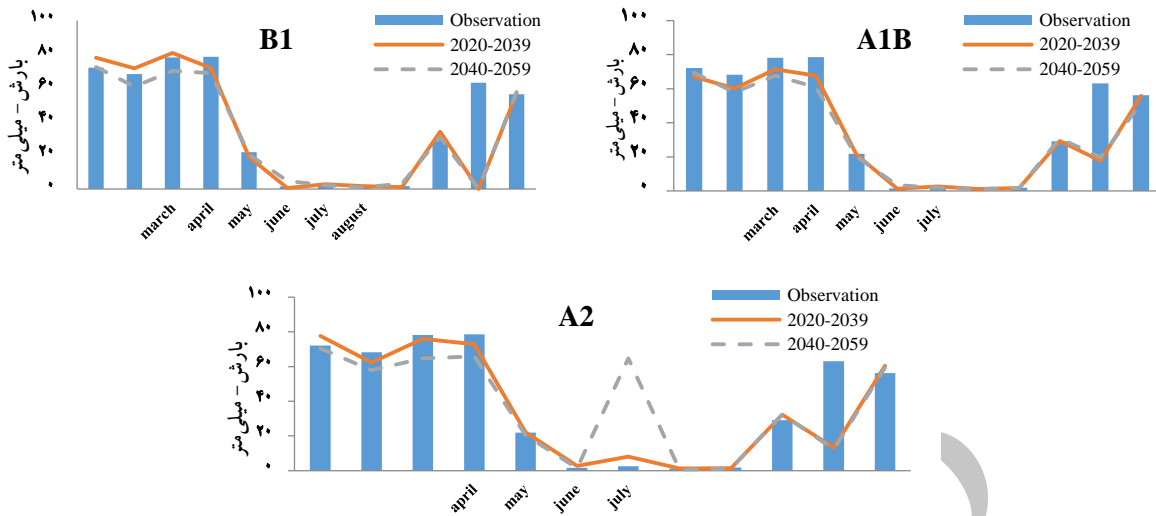 B1
Observation
2020-2039
2040-2059
بارش - میلی‌متر
۱۰۰
۸۰
۶۰
۴۰
۲۰
۰
march
april
may
june
july
august
A1B
Observation
2020-2039
2040-2059
بارش - میلی‌متر
۱۰۰
۸۰
۶۰
۴۰
۲۰
۰
march
april
may
june
july
A2
Observation
2020-2039
2040-2059
بارش - میلی‌متر
۱۰۰
۸۰
۶۰
۴۰
۲۰
۰
april
may
june
july